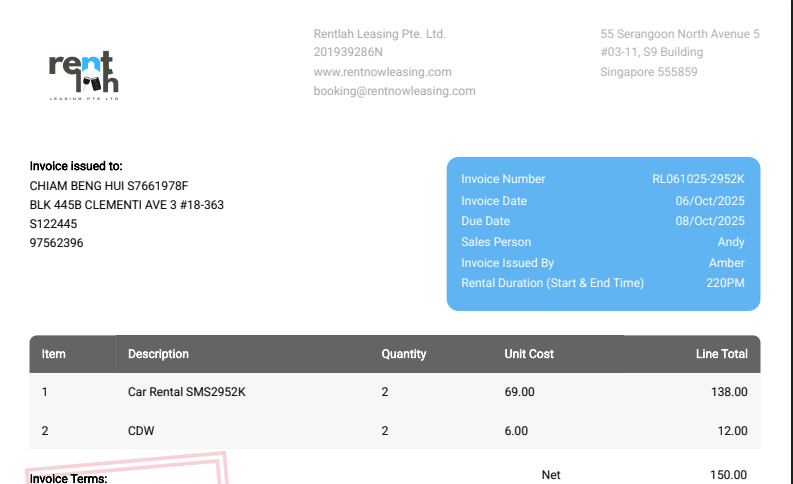 rent
lah
LEASING PTE LTD
Rentlah Leasing Pte. Ltd.
201939286N
www.rentnowleasing.com
booking@rentnowleasing.com
55 Serangoon North Avenue 5
#03-11, S9 Building
Singapore 555859
Invoice issued to:
CHIAM BENG HUI S7661978F
BLK 445B CLEMENTI AVE 3 #18-363
S122445
97562396
Invoice Number RL061025-2952K
Invoice Date 06/Oct/2025
Due Date 08/Oct/2025
Sales Person Andy
Invoice Issued By Amber
Rental Duration (Start & End Time) 220PM
Item Description Quantity Unit Cost Line Total
1 Car Rental SMS2952K 2 69.00 138.00
2 CDW 2 6.00 12.00
Invoice Terms: Net 150.00